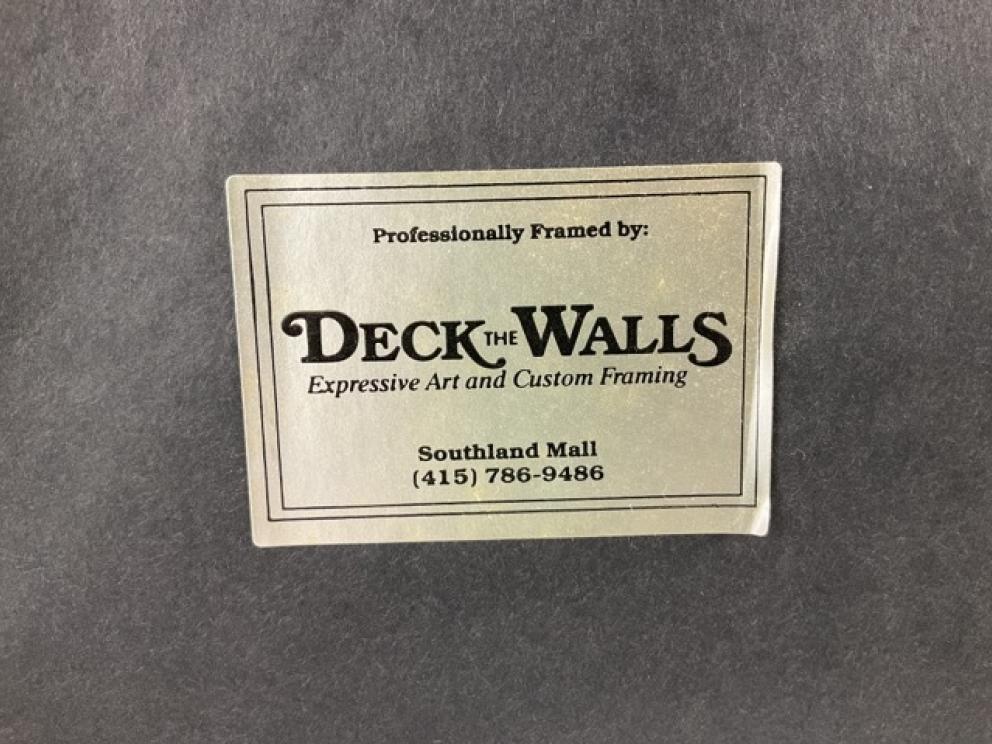 Professionally Framed by:
DECK THE WALLS
Expressive Art and Custom Framing
Southland Mall
(415) 786-9486